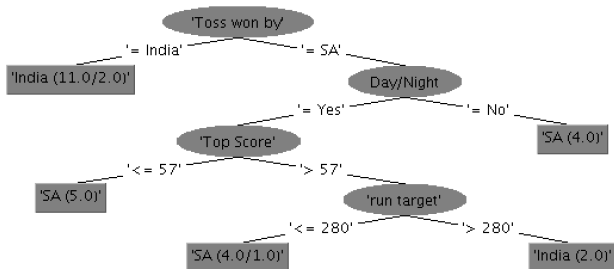 'Toss won by'
'= India' '= SA'
'India (11.0/2.0)' Day/Night
'= Yes' '= No'
'Top Score' 'SA (4.0)'
'<= 57' '> 57'
'SA (5.0)' 'run target'
'<= 280' '> 280'
'SA (4.0/1.0)' 'India (2.0)'